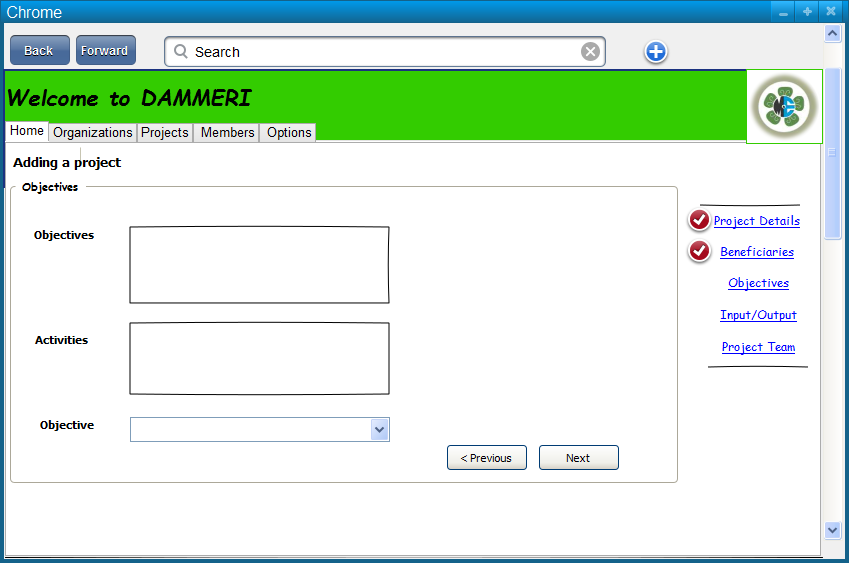 Chrome
Back
Forward
Search
Welcome to DAMMERI
Home
Organizations
Projects
Members
Options
Adding a project
Objectives
Objectives
Activities
Objective
< Previous
Next
Project Details
Beneficiaries
Objectives
Input/Output
Project Team